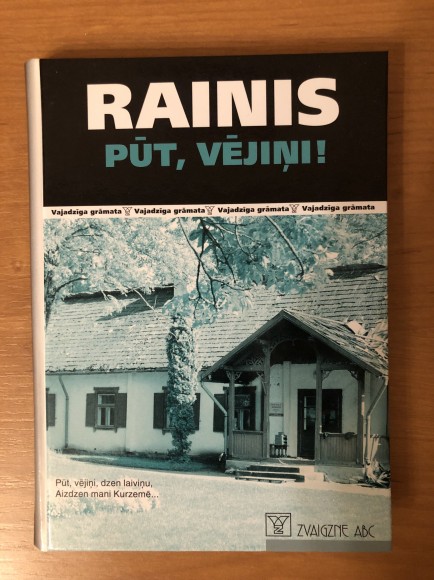 RAINIS
PŪT, VĒJIŅI!
Vajadzīga grāmata Vajadzīga grāmata Vajadzīga grāmata Vajadzīga grāmata
Pūt, vējiņi, dzen laiviņu,
Aizdzen mani Kurzemē...
ZVAIGZNE ABC